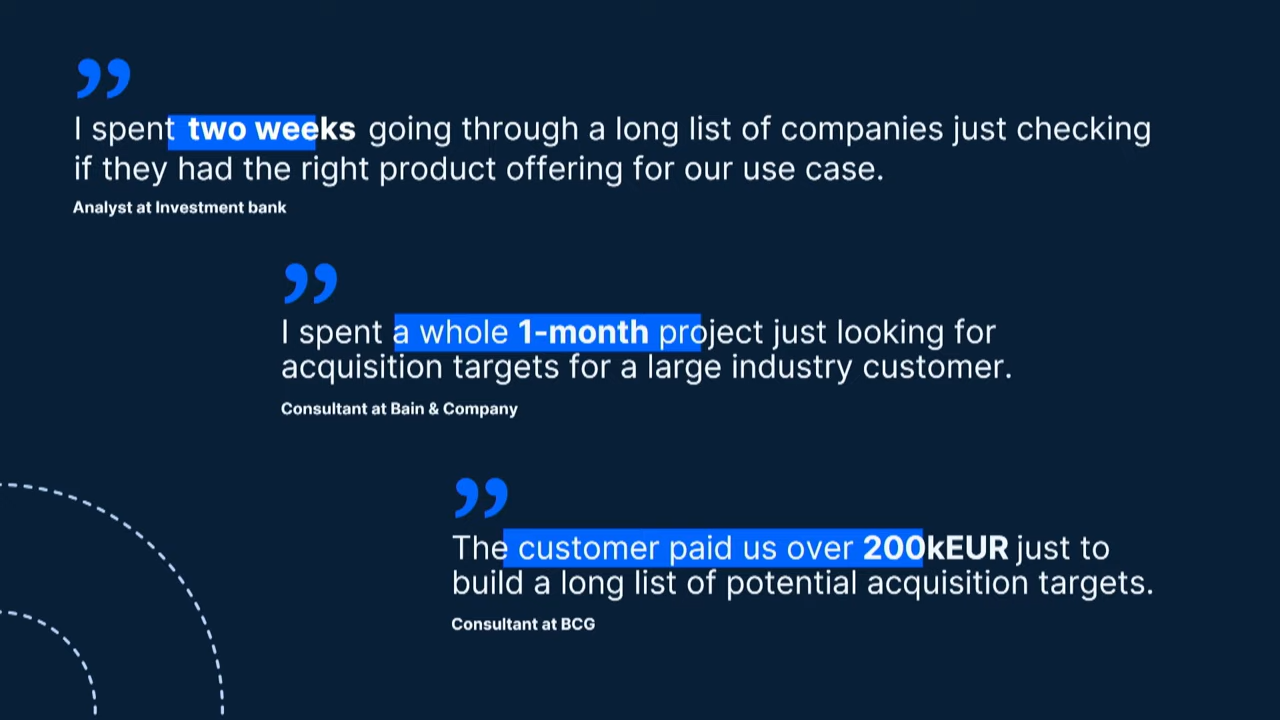 ”
I spent two weeks going through a long list of companies just checking
if they had the right product offering for our use case.
Analyst at Investment bank
”
I spent a whole 1-month project just looking for
acquisition targets for a large industry customer.
Consultant at Bain & Company
”
The customer paid us over 200kEUR just to
build a long list of potential acquisition targets.
Consultant at BCG